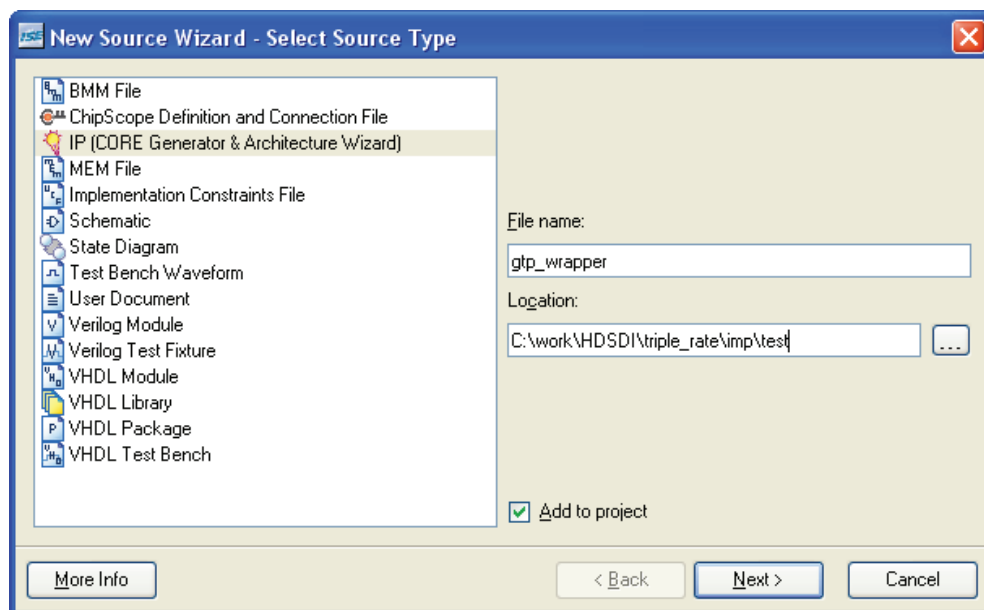 New Source Wizard - Select Source Type
BMM File
ChipScope Definition and Connection File
IP (CORE Generator & Architecture Wizard)
MEM File
Implementation Constraints File
Schematic
State Diagram
Test Bench Waveform
User Document
Verilog Module
Verilog Test Fixture
VHDL Module
VHDL Library
VHDL Package
VHDL Test Bench
File name:
gtp_wrapper
Location:
C:\work\HDSDI\triple_rate\imp\test
...
Add to project
More Info
< Back
Next >
Cancel